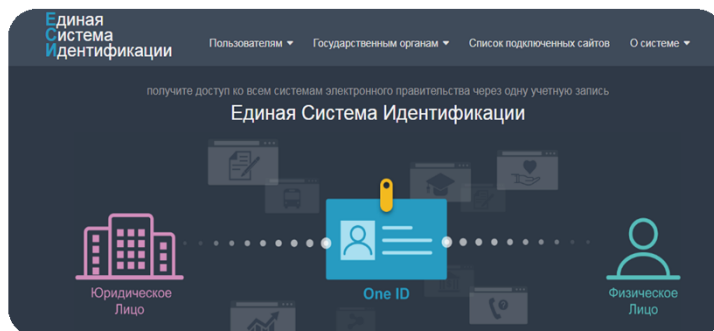 Единая
Система
Идентификации
Пользователям Государственным органам Список подключенных сайтов О системе
получите доступ ко всем системам электронного правительства через одну учетную запись
Единая Система Идентификации
Юридическое
Лицо
One ID
Физическое
Лицо